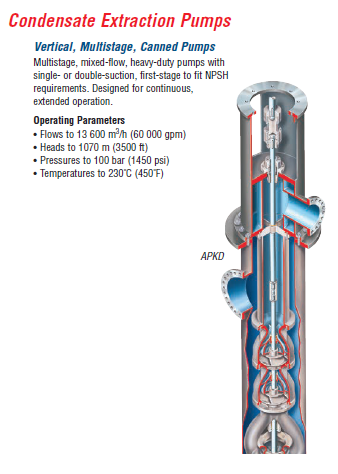 Condensate Extraction Pumps
Vertical, Multistage, Canned Pumps
Multistage, mixed-flow, heavy-duty pumps with
single- or double-suction, first-stage to fit NPSH
requirements. Designed for continuous,
extended operation.
Operating Parameters
• Flows to 13 600 m³/h (60 000 gpm)
• Heads to 1070 m (3500 ft)
• Pressures to 100 bar (1450 psi)
• Temperatures to 230˚C (450˚F)
APKD